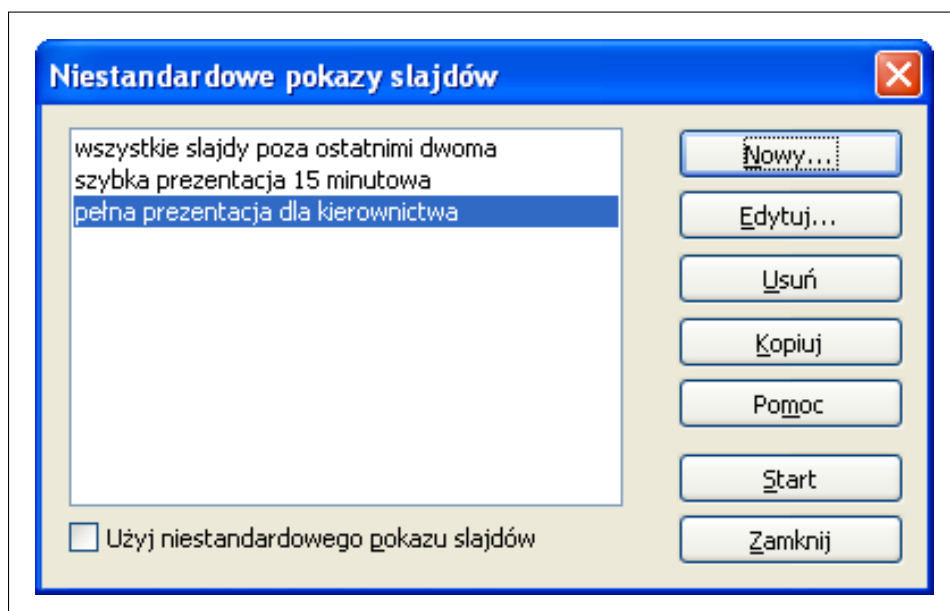 Niestandardowe pokazy slajdów
wszystkie slajdy poza ostatnimi dwoma
szybka prezentacja 15 minutowa
pełna prezentacja dla kierownictwa
Nowy...
Edytuj...
Usuń
Kopiuj
Pomoc
Start
Użyj niestandardowego pokazu slajdów
Zamknij